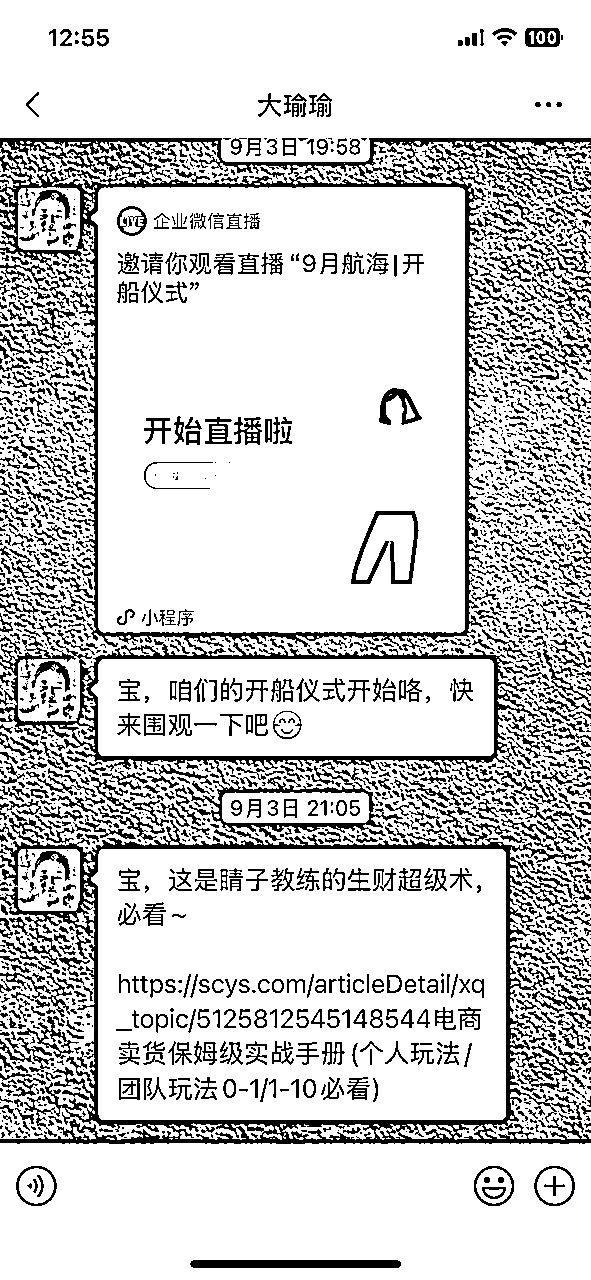 12:55
100
大瑜瑜
9月3日 19:58
LIVE 企业微信直播
邀请你观看直播“9月航海|开
船仪式”
开始直播啦
小程序
宝，咱们的开船仪式开始咯，快
来围观一下吧😊
9月3日 21:05
宝，这是睛子教练的生财超级术，
必看~
https://scys.com/articleDetail/xq
_topic/5125812545148544电商
卖货保姆级实战手册(个人玩法/
团队玩法0-1/1-10必看)